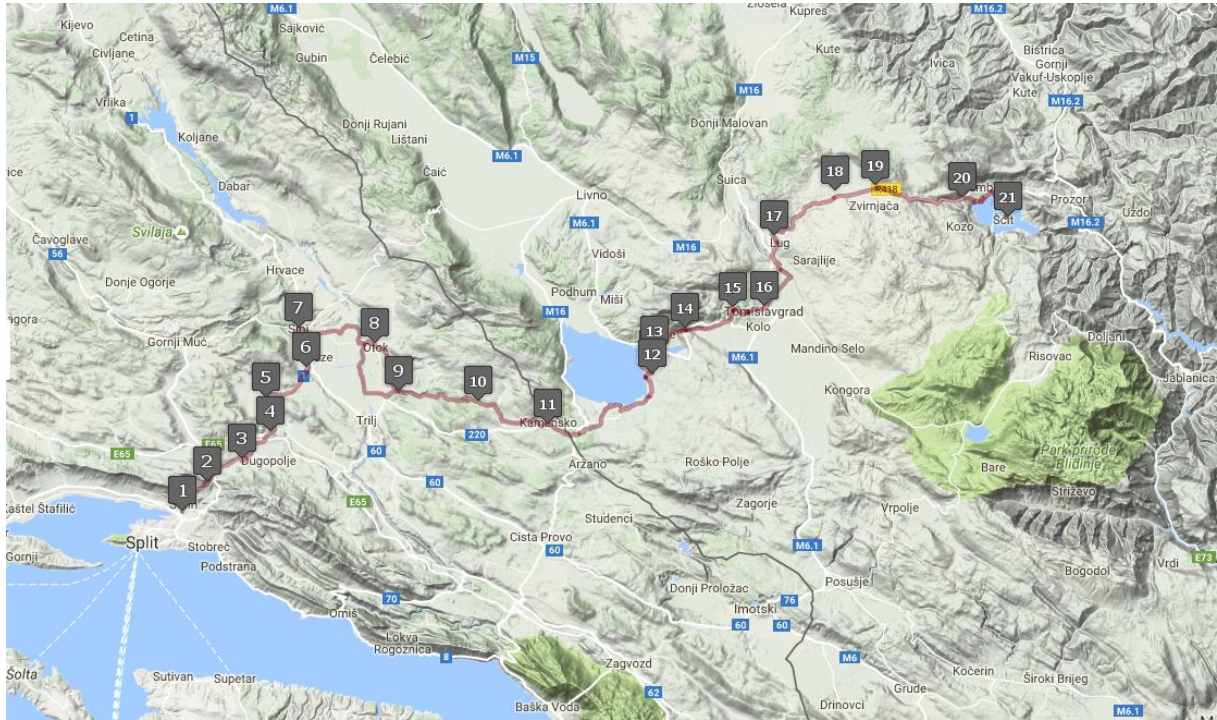 M6.1
Kijevo
Cetina
Sajković
Zlosela
Kupres
M16.2
Civljane
Gubin
Čelebić
M15
Kute
Bistrica
Gornji
Vakuf-Uskoplje
Ivica
Kute
M16
M16.2
Vrlika
1
Koljane
Donji Rujani
Lištani
Donji Malovan
M6.1
Čaić
Dabar
Livno
Šuica
18
19
R418
20
21
Zvirnjača
Prozor
Šćit
Kozo
M16.2
Uzdol
Svilaja
Čavoglave
56
M6.1
M16
Vidoši
17
Lug
Sarajlije
Donje Ogorje
Hrvace
Podhum
Miši
M16
15
16
Tomislavgrad
Kolo
14
13
12
7
8
Otok
6
1
Gornji Muć
M6.1
Mandino Selo
Doljani
Risovac
Jablanica
5
9
10
11
Kamensko
Kongora
4
Trilj
220
E65
E65
3
Dugopolje
60
Aržano
Roško Polje
Park prirode
Blidinje
Bare
2
1
60
Zagorje
Striževo
Kaštel Štafilić
E65
Studenci
Vrpolje
Split
Stobreč
Cista Provo
60
M6.1
Gornji
Podstrana
Vrdi
E73
Donji Proložac
Posušje
Bogodol
70
Omiš
Imotski
76
60
60
Lokva
Rogoznica
8
Zagvozd
M6
Kočerin
Šolta
Sutivan
Supetar
62
Grude
Široki Brijeg
Baška Voda
Drinovci
M6.1